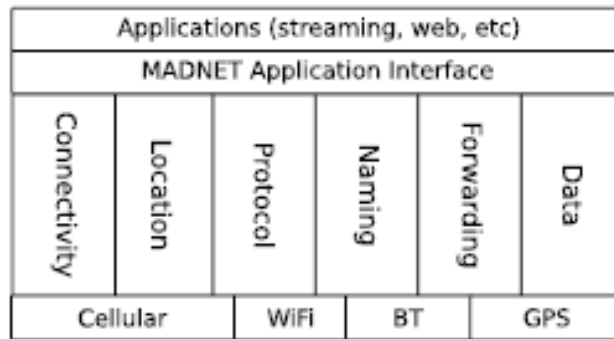 Applications (streaming, web, etc)
MADNET Application Interface
Connectivity
Location
Protocol
Naming
Forwarding
Data
Cellular
WiFi
BT
GPS